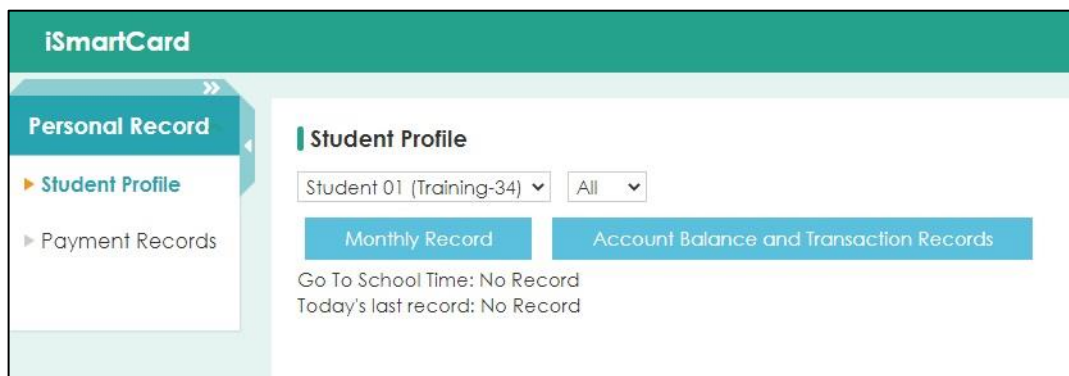 iSmartCard
Personal Record
Student Profile
Payment Records
Student Profile
Student 01 (Training-34) All
Monthly Record Account Balance and Transaction Records
Go To School Time: No Record
Today's last record: No Record